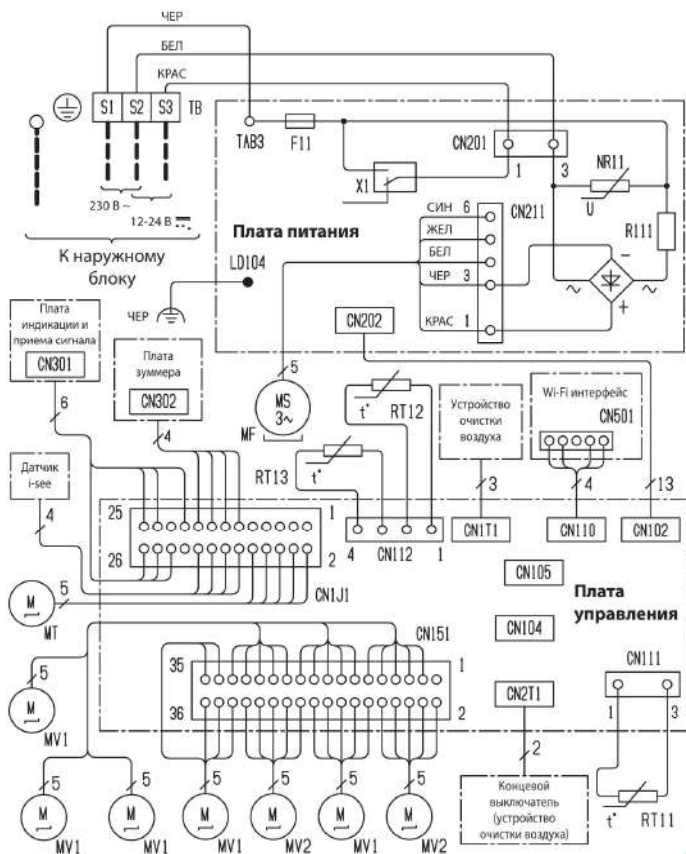 ЧЕР
БЕЛ
КРАС
S1 S2 S3 TB
TAB3
F11
CN201
1 3
X1
NR11
U
230 В ~
12-24 В
К наружному
блоку
Плата питания
СИН 6
ЖЕЛ
БЕЛ
ЧЕР 3
КРАС 1
CN211
R111
-
~ ~
+
LD104
ЧЕР
CN202
Плата
индикации и
приема сигнала
CN301
Плата
зуммера
CN302
5
MS
3~
MF
t°
RT12
RT13
t°
Устройство
очистки
воздуха
Wi-Fi интерфейс
CN501
6
4
3
4
13
Датчик
i-see
4
25 1
26 2
CN1J1
4 1
CN112
CN1T1
CN110
CN102
5
M
MT
CN105
CN104
Плата
управления
CN151
35 1
36 2
CN2T1
CN111
1 3
5
M
MV1
2
5 5 5 5 5 5
M M M M M M
MV1 MV1 MV1 MV2 MV1 MV2
Концевой
выключатель
(устройство
очистки воздуха)
t°
RT11